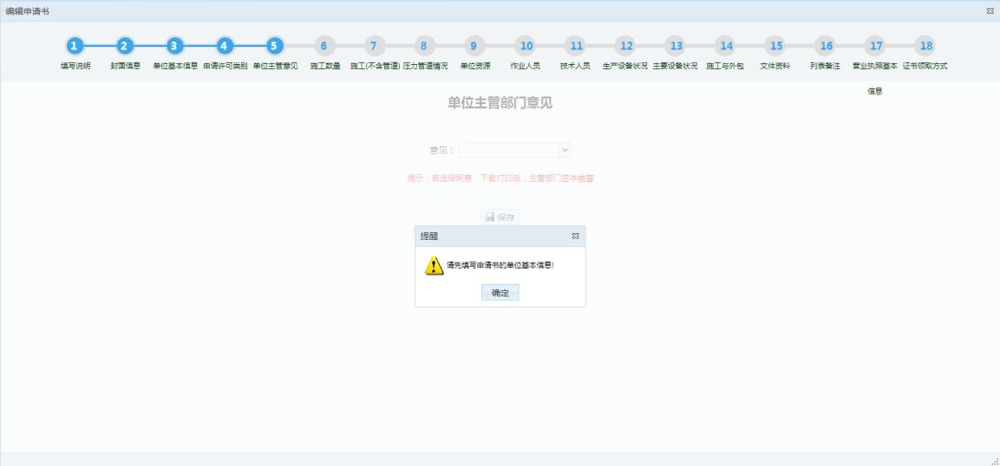 编辑申请书
1 2 3 4 5 6 7 8 9 10 11 12 13 14 15 16 17 18
填写说明 封面信息 单位基本信息 申请许可类别 单位主管意见 施工数量 施工(不含管道) 压力管道情况 单位资源 作业人员 技术人员 生产设备状况 主要设备状况 施工与外包 文件资料 列表备注 营业执照基本 证书领取方式
信息
单位主管部门意见
意见：
提示：若选择同意，下载打印后，主管部门签字盖章
保存
提醒
请先填写申请书的单位基本信息!
确定